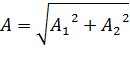 A = √(A₁² + A₂²)